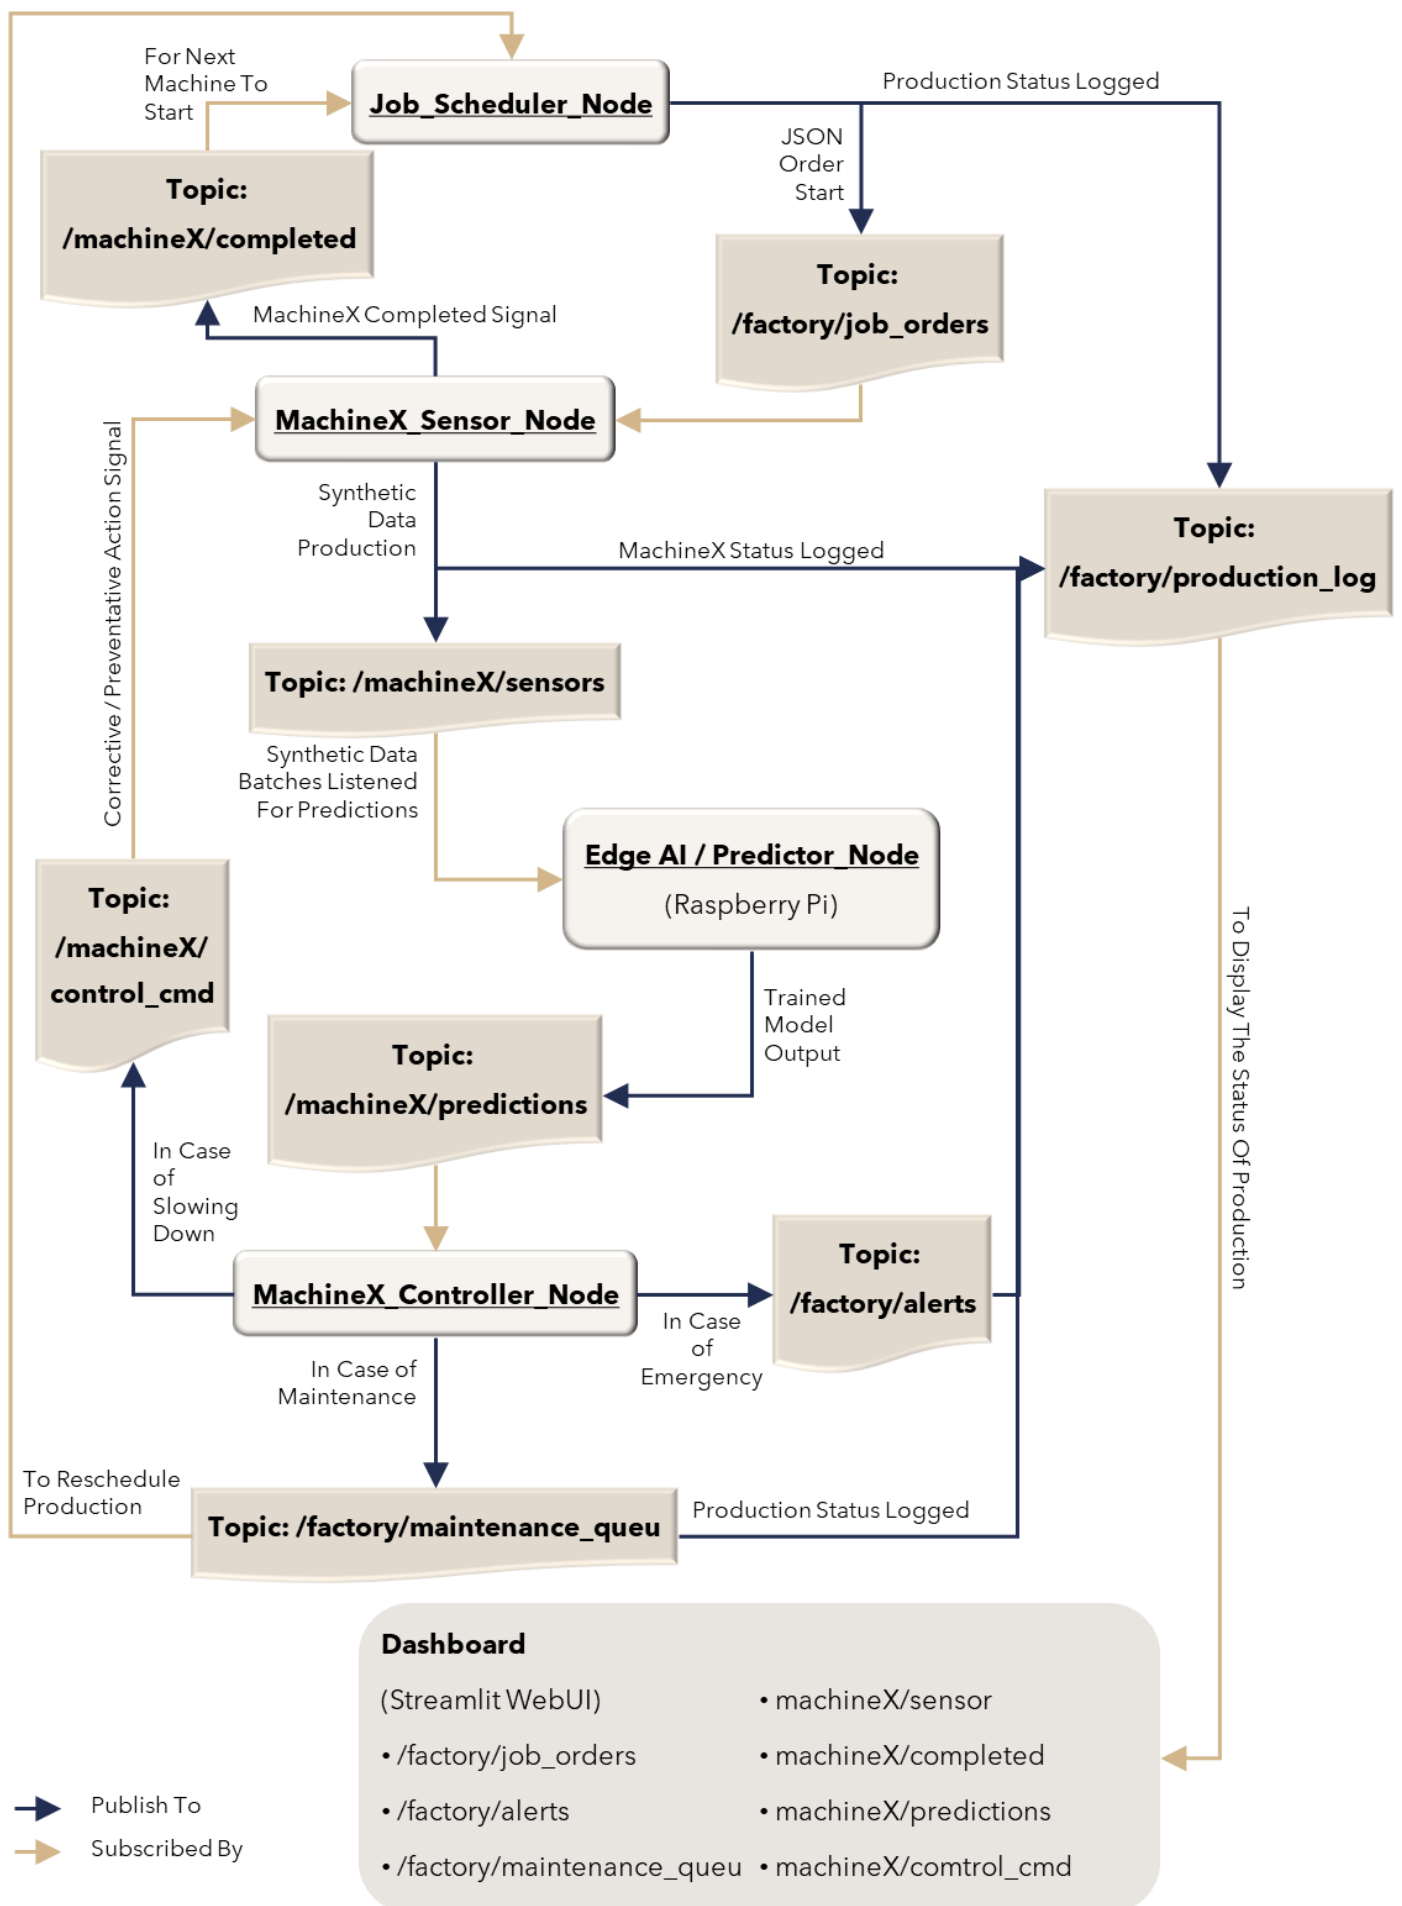 For Next
Machine To
Start
Job_Scheduler_Node
Production Status Logged
JSON
Order
Start
Topic:
/machineX/completed
Topic:
/factory/job_orders
MachineX Completed Signal
MachineX_Sensor_Node
Corrective / Preventative Action Signal
Synthetic
Data
Production
MachineX Status Logged
Topic:
/factory/production_log
Topic: /machineX/sensors
Synthetic Data
Batches Listened
For Predictions
Edge AI / Predictor_Node
(Raspberry Pi)
Topic:
/machineX/
control_cmd
To Display The Status Of Production
Trained
Model
Output
Topic:
/machineX/predictions
In Case
of
Slowing
Down
Topic:
/factory/alerts
MachineX_Controller_Node
In Case
of
Emergency
In Case of
Maintenance
To Reschedule
Production
Topic: /factory/maintenance_queu
Production Status Logged
Dashboard
(Streamlit WebUI)
• /factory/job_orders
• /factory/alerts
• /factory/maintenance_queu
• machineX/sensor
• machineX/completed
• machineX/predictions
• machineX/comtrol_cmd
Publish To
Subscribed By